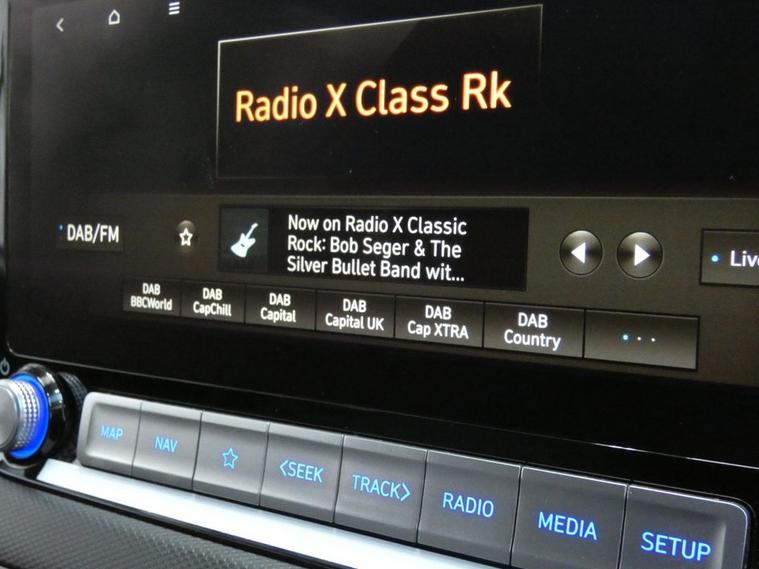 Radio X Class Rk
DAB/FM
Now on Radio X Classic
Rock: Bob Seger & The
Silver Bullet Band wit...
Live
DAB
BBCWorld
DAB
CapChill
DAB
Capital
DAB
Capital UK
DAB
Cap XTRA
DAB
Country
MAP
NAV
<SEEK
TRACK>
RADIO
MEDIA
SETUP